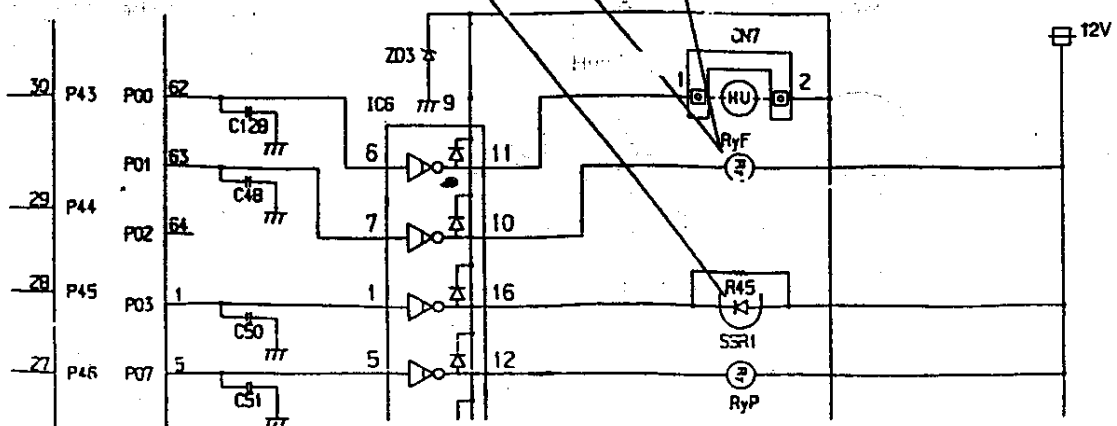 12V
CN7
ZD3
1 2
30 P43 P00 62 IC6 9 HU
C128 RyF
P01 63 6 11
29 P44 C48
P02 64 7 10
28 P45 P03 1 1 16 R45
C50 SSR1
27 P46 P07 5 5 12 Ry
C51 RyP